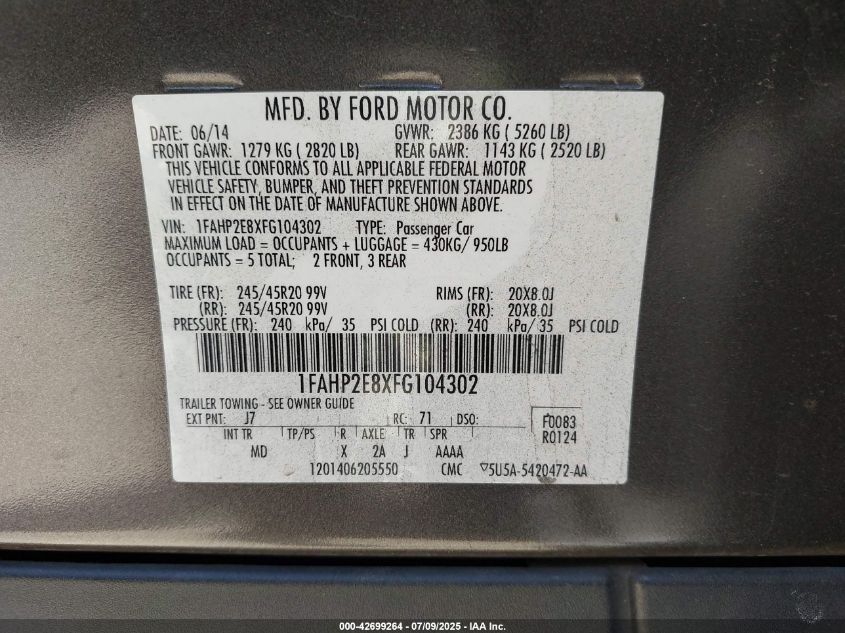 MFD. BY FORD MOTOR CO.
DATE: 06/14 GVWR: 2386 KG ( 5260 LB)
FRONT GAWR: 1279 KG ( 2820 LB) REAR GAWR: 1143 KG ( 2520 LB)
THIS VEHICLE CONFORMS TO ALL APPLICABLE FEDERAL MOTOR
VEHICLE SAFETY, BUMPER, AND THEFT PREVENTION STANDARDS
IN EFFECT ON THE DATE OF MANUFACTURE SHOWN ABOVE.
VIN: 1FAHP2E8XFG104302 TYPE: Passenger Car
MAXIMUM LOAD = OCCUPANTS + LUGGAGE = 430KG/ 950LB
OCCUPANTS = 5 TOTAL; 2 FRONT, 3 REAR
TIRE (FR): 245/45R20 99V RIMS (FR): 20X8.0J
(RR): 245/45R20 99V (RR): 20X8.0J
PRESSURE (FR): 240 kPa/ 35 PSI COLD (RR): 240 kPa/ 35 PSI COLD
1FAHP2E8XFG104302
TRAILER TOWING - SEE OWNER GUIDE
EXT PNT: J7 RC: 71 DSO: F0083
INT TR TP/PS R AXLE TR SPR R0124
MD X 2A J AAAA
1201406205550 CMC 5U5A-5420472-AA
000-42699264 - 07/09/2025 - IAA Inc.